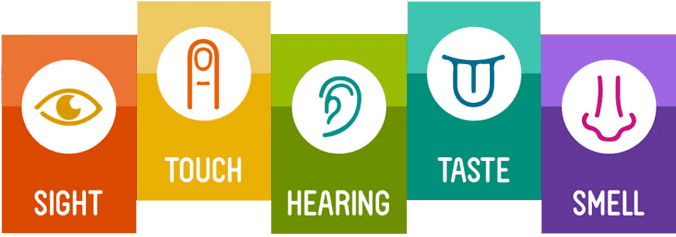 SIGHT
TOUCH
HEARING
TASTE
SMELL